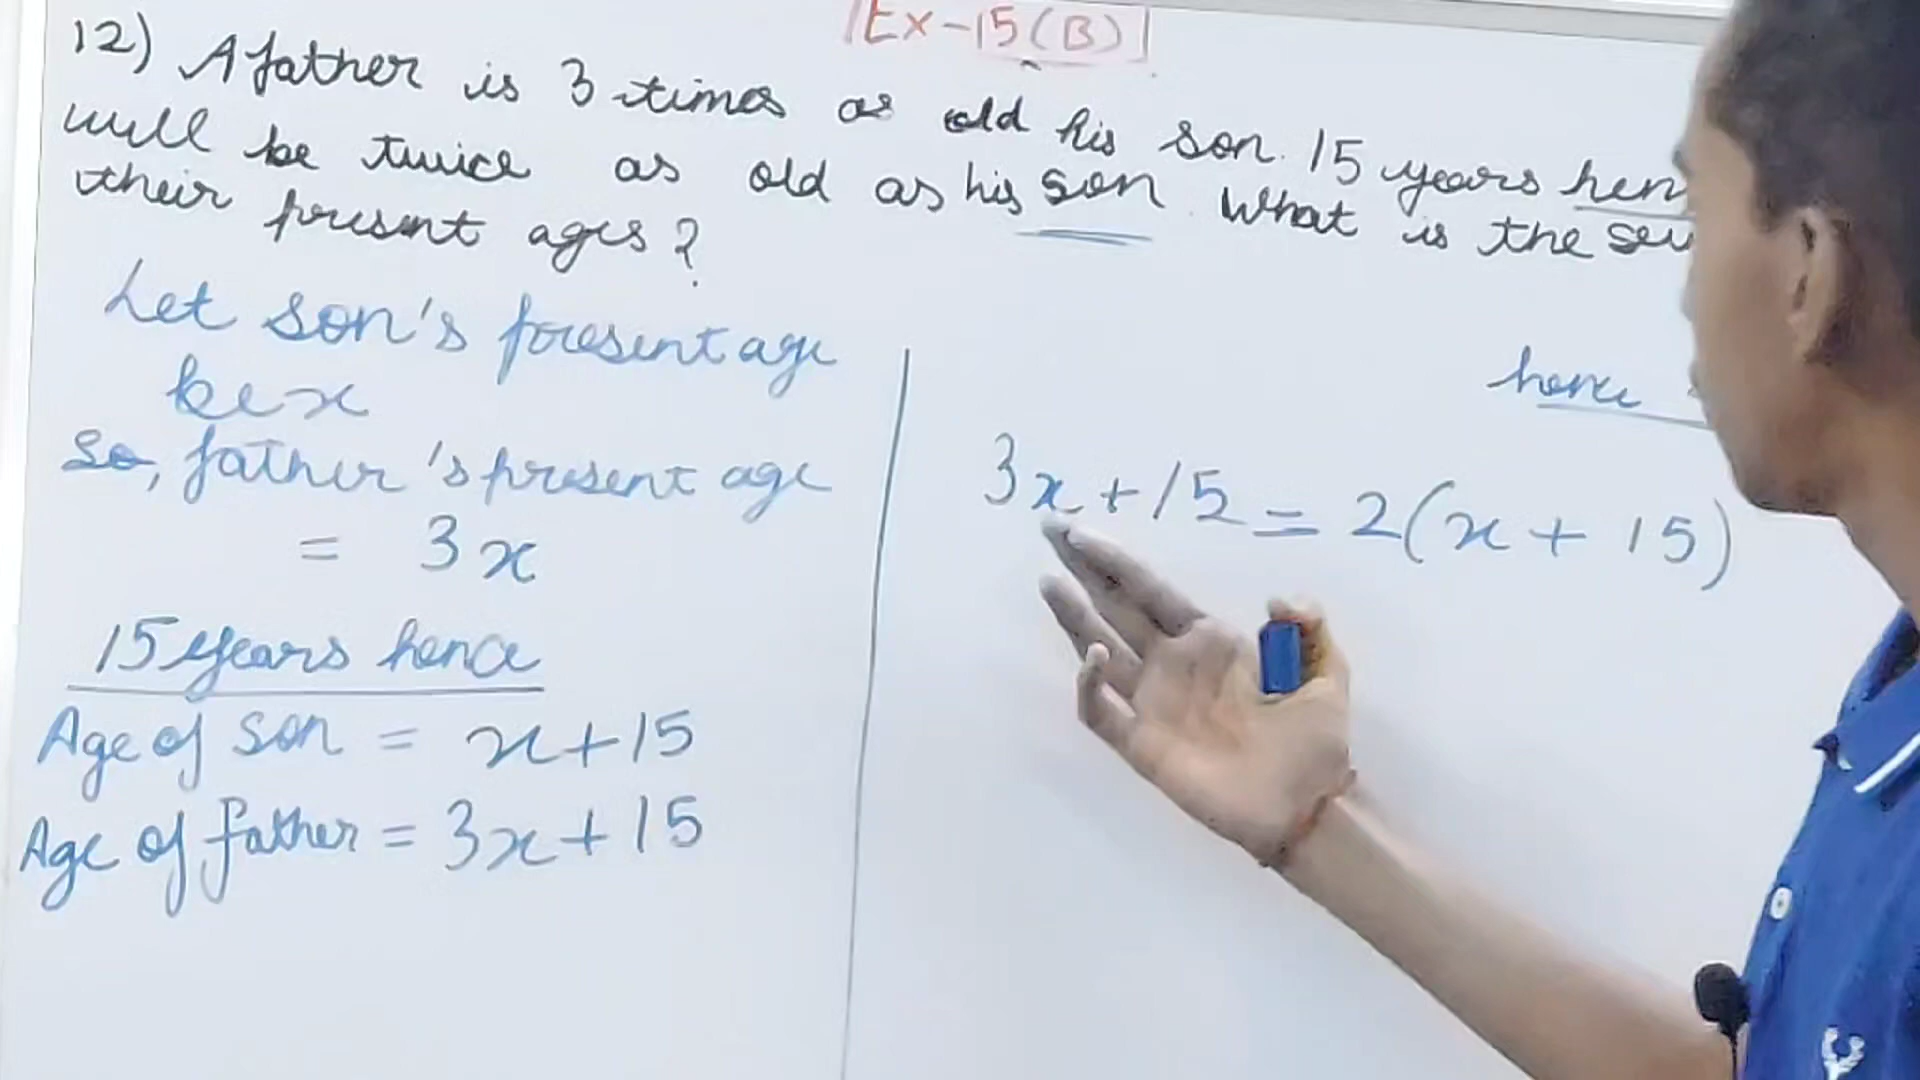 Ex-15(B)
12) A father is 3 times as old his son. 15 years
will be twice as old as his son. What is the
their present ages?
Let son's present age
be x
So, father's present age
= 3x
15 years hence
Age of son = x+15
Age of father = 3x+15
hence
3x+15 = 2(x + 15)